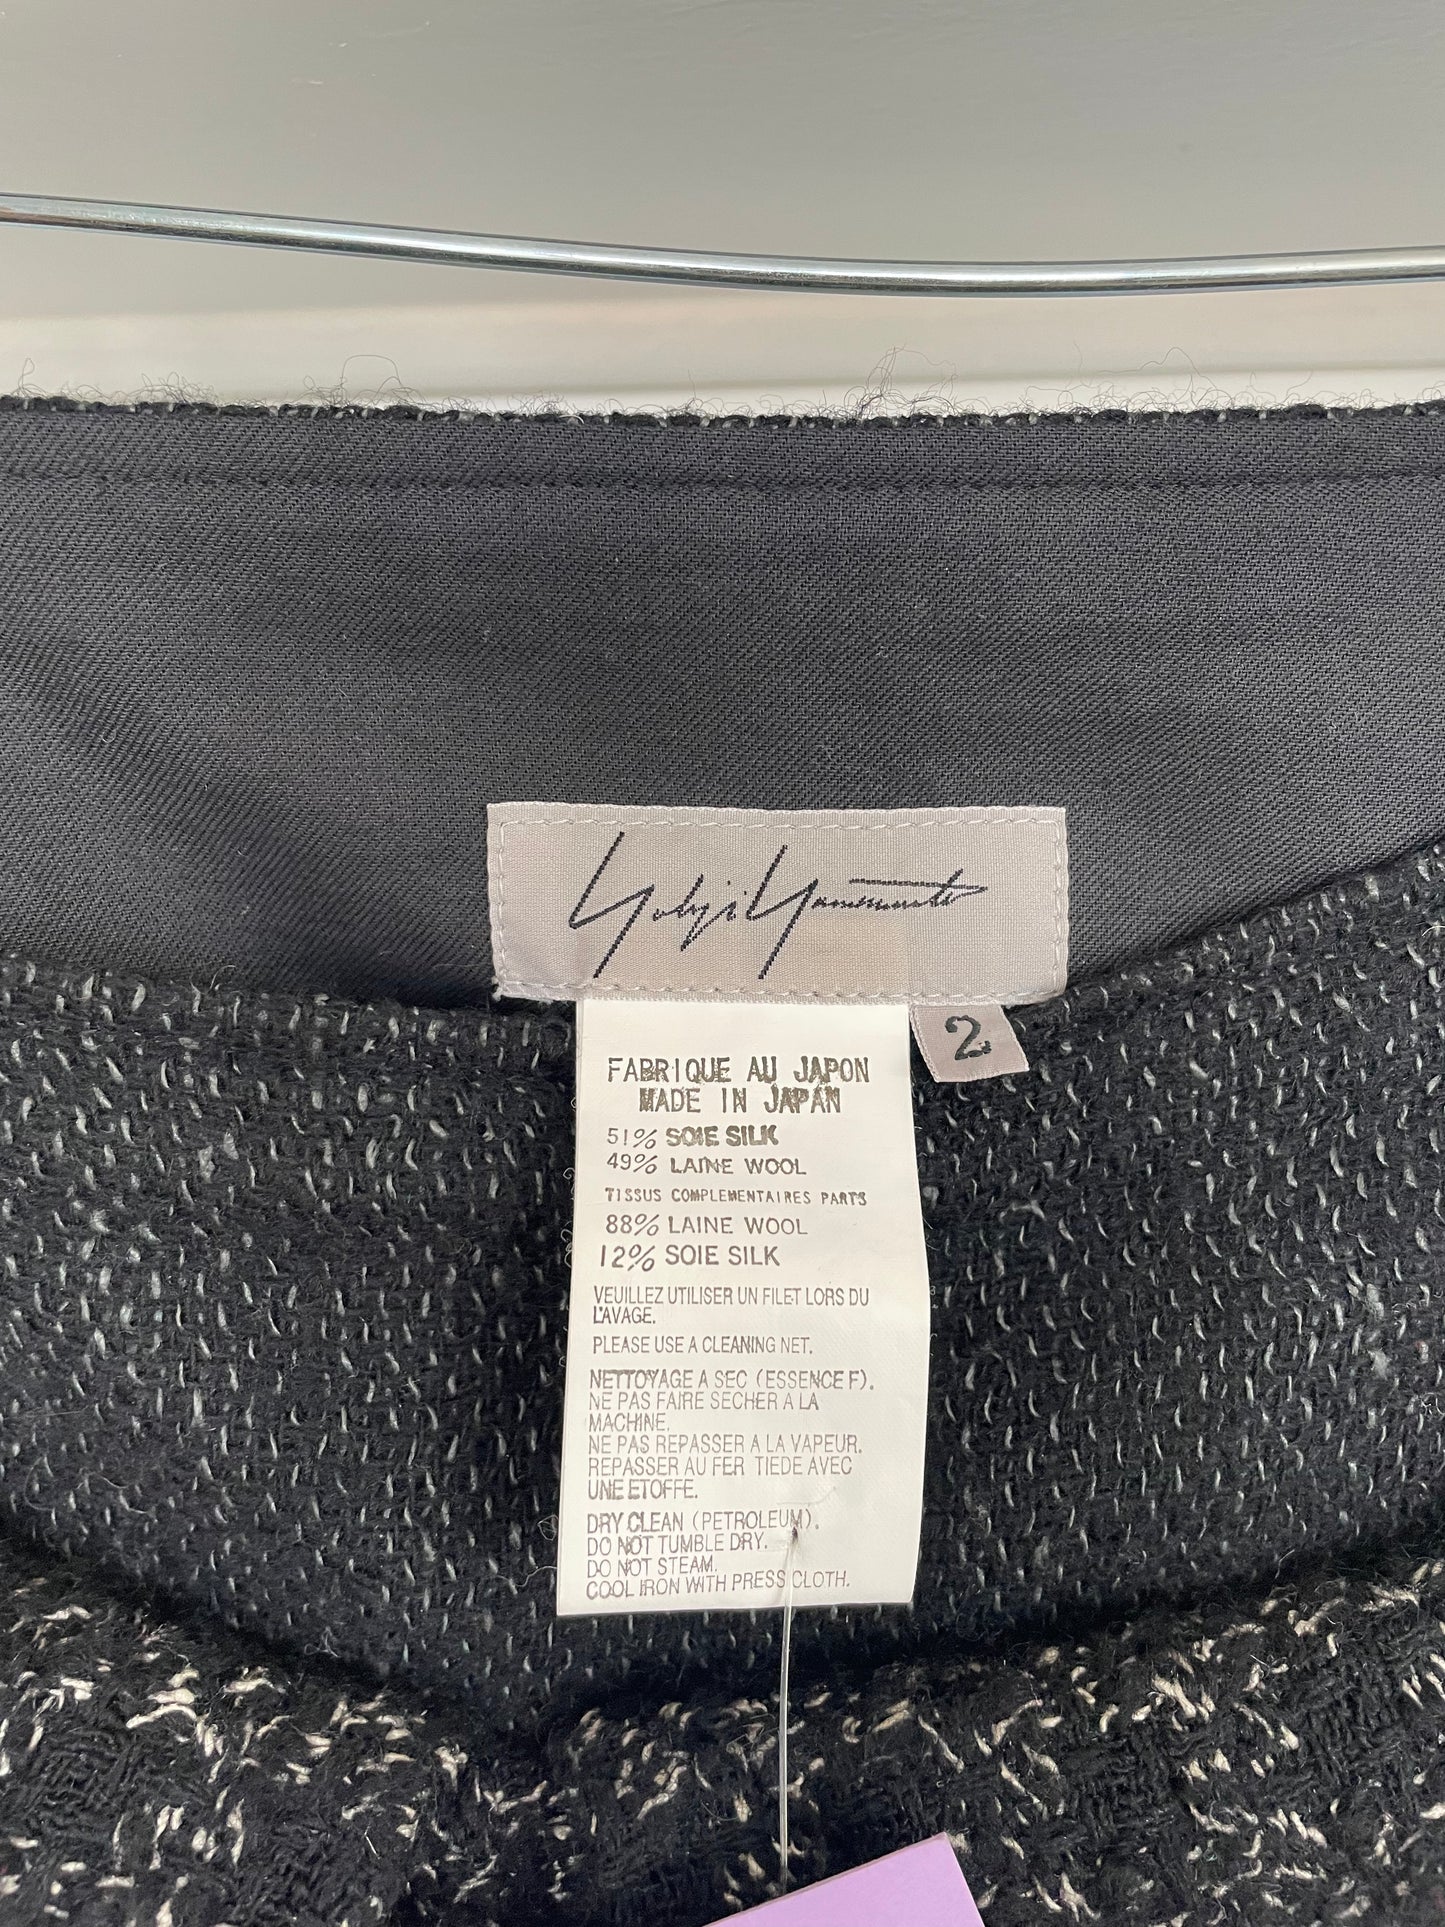 Yohji Yamamoto
2
FABRIQUE AU JAPON
MADE IN JAPAN
51% SOIE SILK
49% LAINE WOOL
TISSUS COMPLEMENTAIRES PARTS
88% LAINE WOOL
12% SOIE SILK
VEUILLEZ UTILISER UN FILET LORS DU
L'AVAGE.
PLEASE USE A CLEANING NET.
NETTOYAGE A SEC (ESSENCE F).
NE PAS FAIRE SECHER A LA
MACHINE.
NE PAS REPASSER A LA VAPEUR.
REPASSER AU FER TIEDE AVEC
UNE ETOFFE.
DRY CLEAN (PETROLEUM).
DO NOT TUMBLE DRY.
DO NOT STEAM.
COOL IRON WITH PRESS CLOTH.